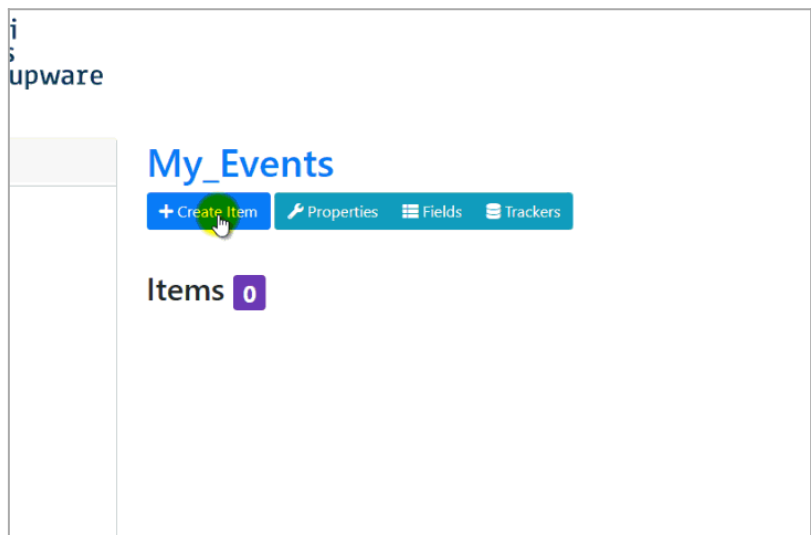 i
s
upware
My_Events
Create Item Properties Fields Trackers
Items 0